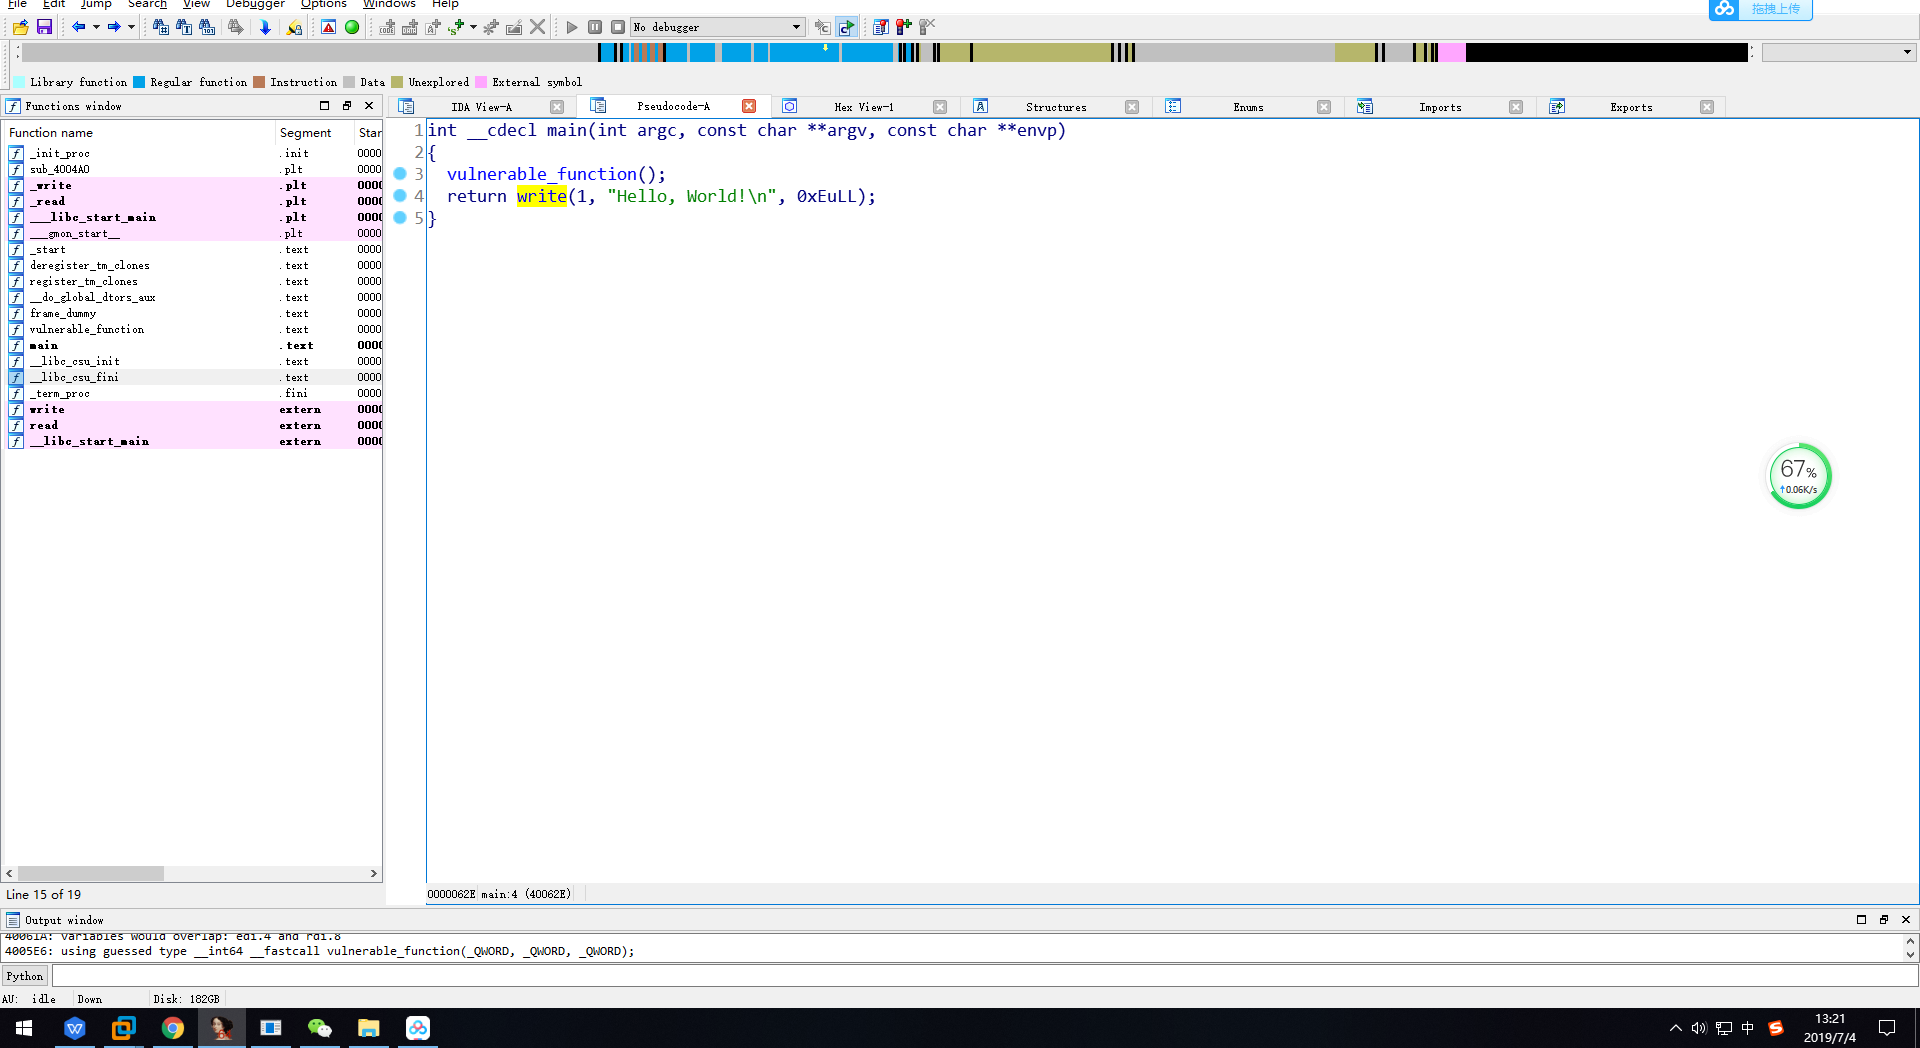 File Edit Jump Search View Debugger Options Windows Help
拖拽上传
No debugger
Library function Regular function Instruction Data Unexplored External symbol
Functions window
IDA View-A Pseudocode-A Hex View-1 Structures Enums Imports Exports
Function name Segment Star
_init_proc .init 0000
sub_4004A0 .plt 0000
_write .plt 0000
_read .plt 0000
___libc_start_main .plt 0000
___gmon_start__ .plt 0000
_start .text 0000
deregister_tm_clones .text 0000
register_tm_clones .text 0000
__do_global_dtors_aux .text 0000
frame_dummy .text 0000
vulnerable_function .text 0000
main .text 0000
__libc_csu_init .text 0000
__libc_csu_fini .text 0000
_term_proc .fini 0000
write extern 0000
read extern 0000
__libc_start_main extern 0000
Line 15 of 19
1 int __cdecl main(int argc, const char **argv, const char **envp)
2 {
3 vulnerable_function();
4 return write(1, "Hello, World!\n", 0xEuLL);
5 }
67%
↑0.06K/s
0000062E main:4 (40062E)
Output window
40061A: variables would overlap: edi.4 and rdi.8
4005E6: using guessed type __int64 __fastcall vulnerable_function(_QWORD, _QWORD, _QWORD);
Python
AU: idle Down Disk: 182GB
中
13:21
2019/7/4